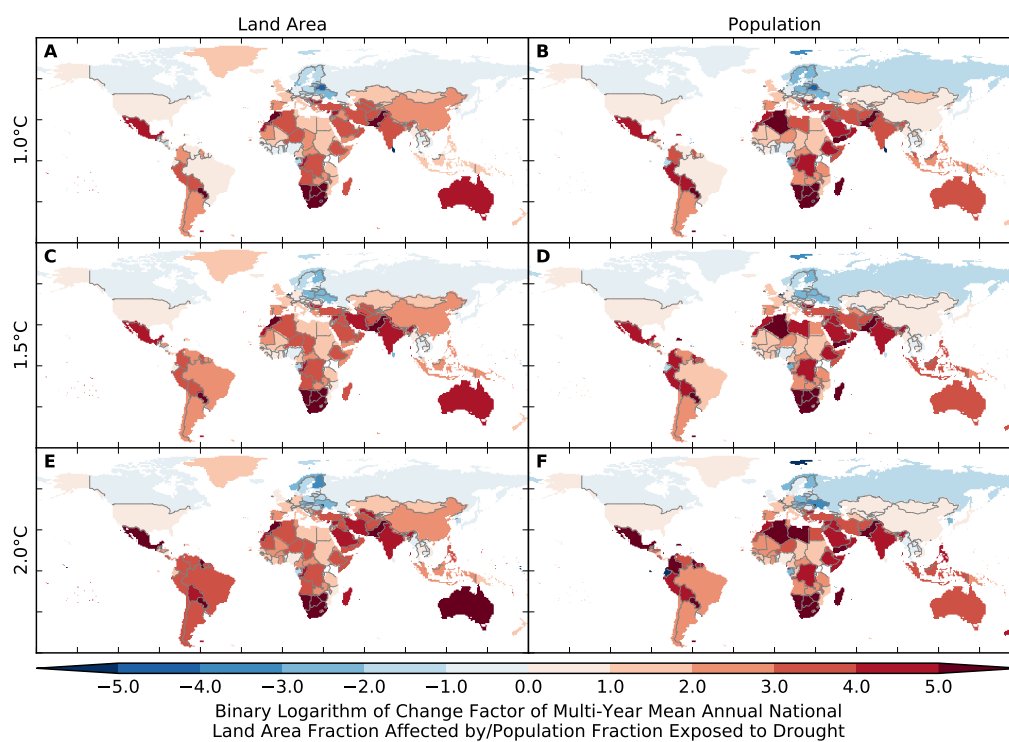 Land Area
Population
A
B
1.0°C
C
D
1.5°C
E
F
2.0°C
−5.0 −4.0 −3.0 −2.0 −1.0 0.0 1.0 2.0 3.0 4.0 5.0
Binary Logarithm of Change Factor of Multi-Year Mean Annual National
Land Area Fraction Affected by/Population Fraction Exposed to Drought